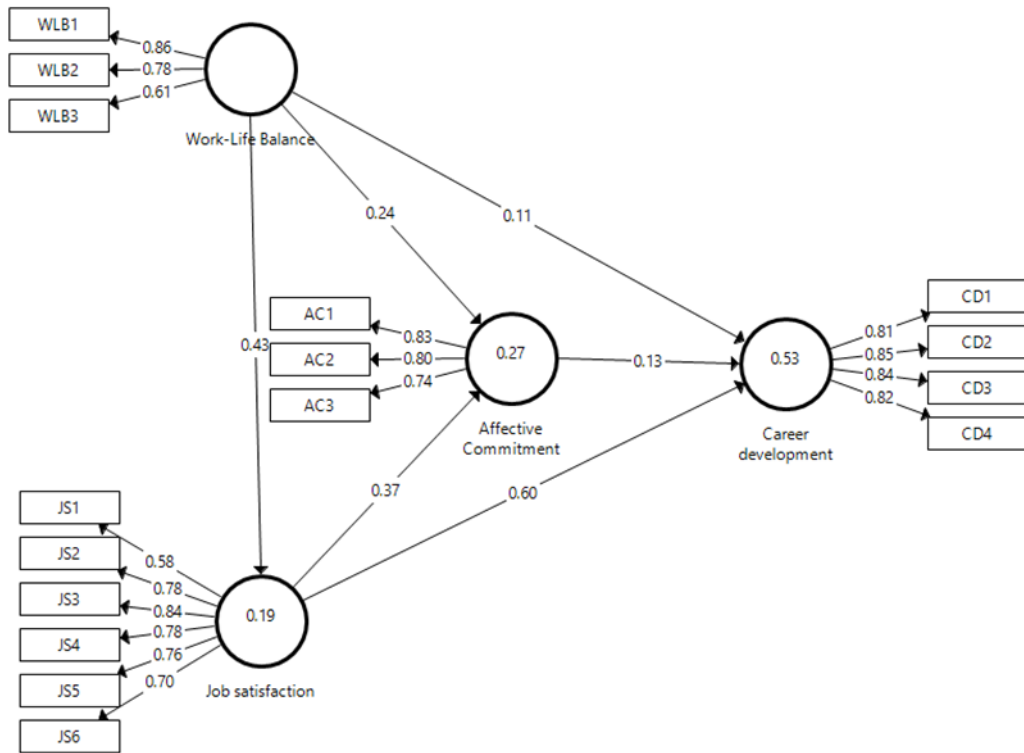 WLB1
WLB2
WLB3
0.86
0.78
0.61
Work-Life Balance
0.24
0.11
0.43
AC1
AC2
AC3
0.83
0.80
0.74
0.27
Affective
Commitment
0.13
0.53
Career
development
0.81
0.85
0.84
0.82
CD1
CD2
CD3
CD4
0.37
0.60
JS1
JS2
JS3
JS4
JS5
JS6
0.58
0.78
0.84
0.78
0.76
0.70
0.19
Job satisfaction